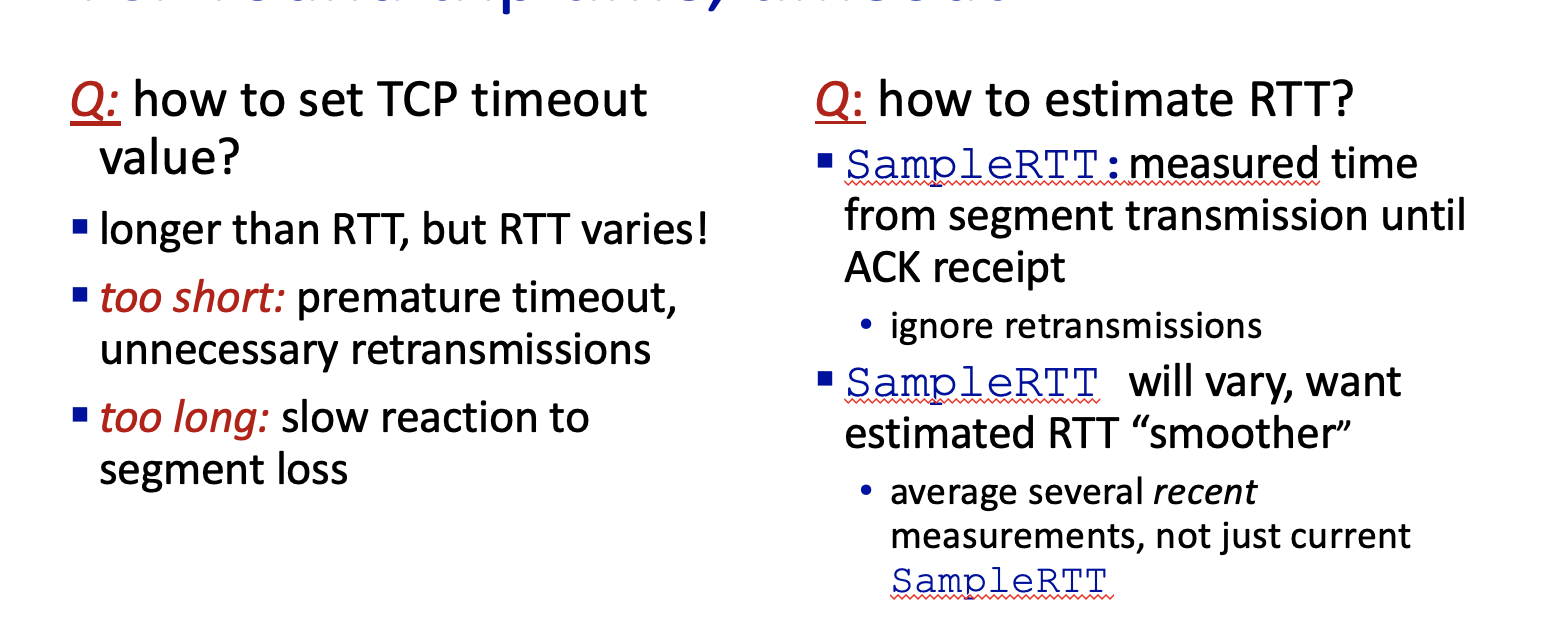 Q: how to set TCP timeout
value?
▪ longer than RTT, but RTT varies!
▪ too short: premature timeout,
unnecessary retransmissions
▪ too long: slow reaction to
segment loss
Q: how to estimate RTT?
▪ SampleRTT: measured time
from segment transmission until
ACK receipt
• ignore retransmissions
▪ SampleRTT will vary, want
estimated RTT “smoother”
• average several recent
measurements, not just current
SampleRTT